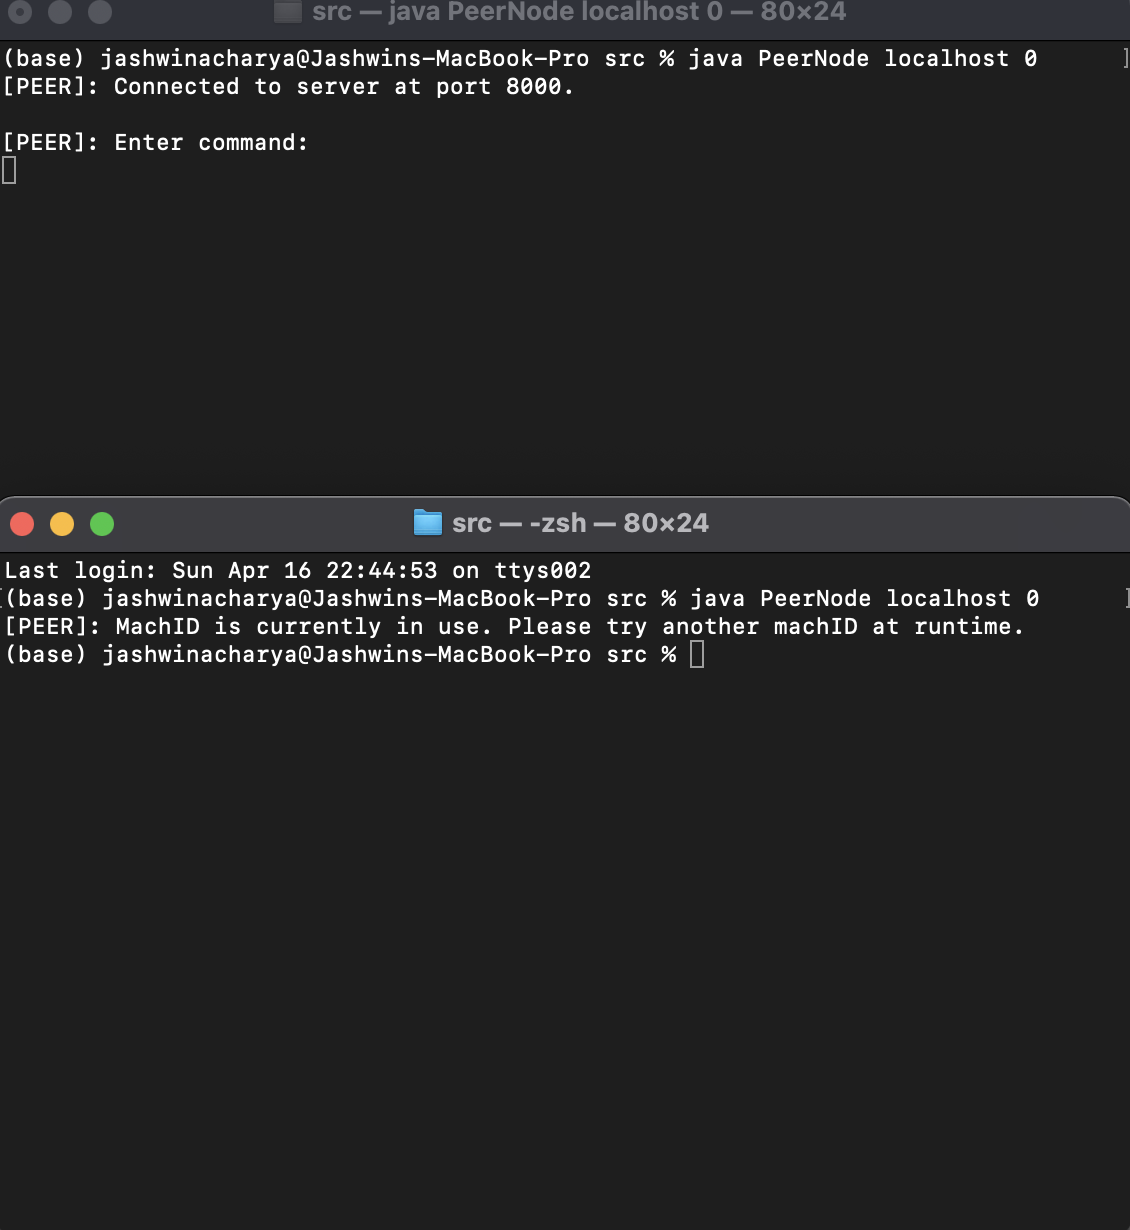 src — java PeerNode localhost 0 — 80×24
(base) jashwinacharya@Jashwins-MacBook-Pro src % java PeerNode localhost 0
[PEER]: Connected to server at port 8000.
[PEER]: Enter command:
src — -zsh — 80×24
Last login: Sun Apr 16 22:44:53 on ttys002
(base) jashwinacharya@Jashwins-MacBook-Pro src % java PeerNode localhost 0
[PEER]: MachID is currently in use. Please try another machID at runtime.
(base) jashwinacharya@Jashwins-MacBook-Pro src %